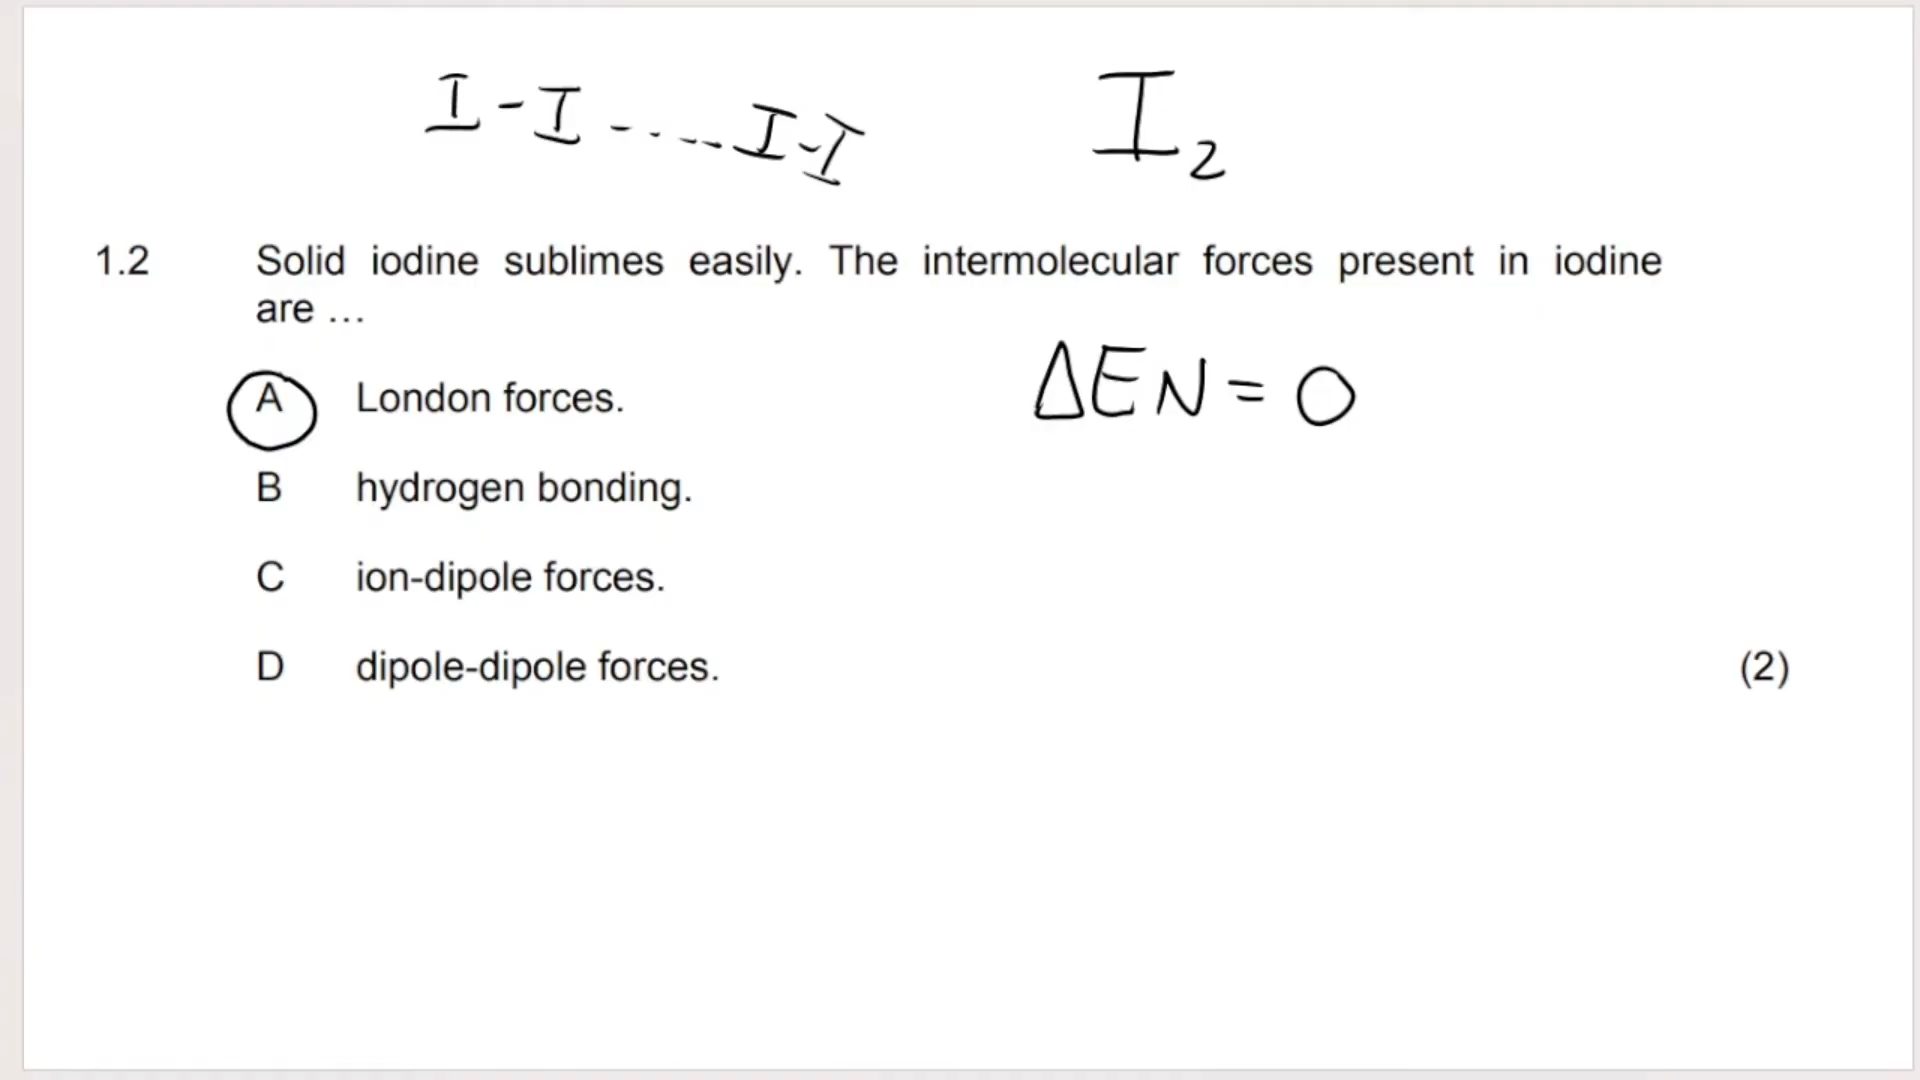 I-I-....I-I I₂
1.2 Solid iodine sublimes easily. The intermolecular forces present in iodine
are ...
A London forces.
ΔEN = 0
B hydrogen bonding.
C ion-dipole forces.
D dipole-dipole forces. (2)